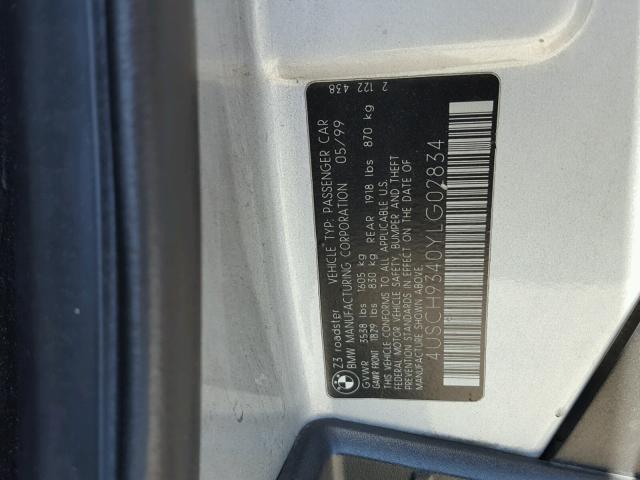 Z3 roadster VEHICLE TYP: PASSENGER CAR
BMW MANUFACTURING CORPORATION 05/99
GVWR 3538 lbs 1605 kg
GAWR FRONT 1829 lbs 830 kg REAR 1918 lbs 870 kg
THIS VEHICLE CONFORMS TO ALL APPLICABLE U.S.
FEDERAL MOTOR VEHICLE SAFETY, BUMPER AND THEFT
PREVENTION STANDARDS IN EFFECT ON THE DATE OF
MANUFACTURE SHOWN ABOVE.
4USCH9340YLG02834
2 122 438
BMW